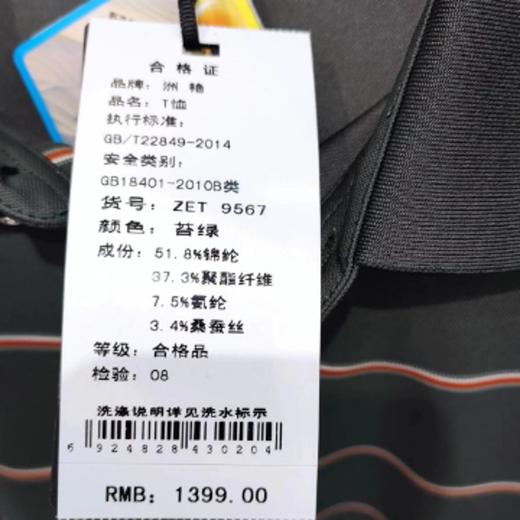 合格证
品牌: 洲 艳
品名: T恤
执行标准:
GB/T22849-2014
安全类别:
GB18401-2010B类
货号: ZET 9567
颜色: 苔绿
成份: 51.8%锦纶
37.3%聚酯纤维
7.5%氨纶
3.4%桑蚕丝
等级: 合格品
检验: 08
洗涤说明详见洗水标示
6 924828 430204
RMB: 1399.00